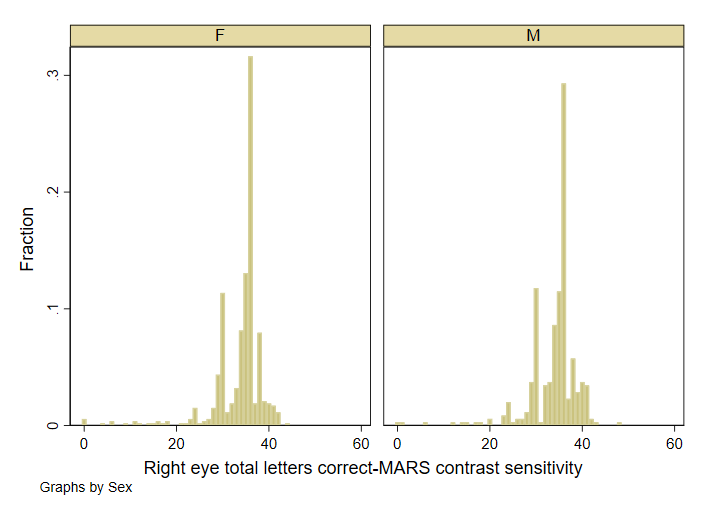 F
M
Fraction
.3
.2
.1
0
0 20 40 60
0 20 40 60
Right eye total letters correct-MARS contrast sensitivity
Graphs by Sex